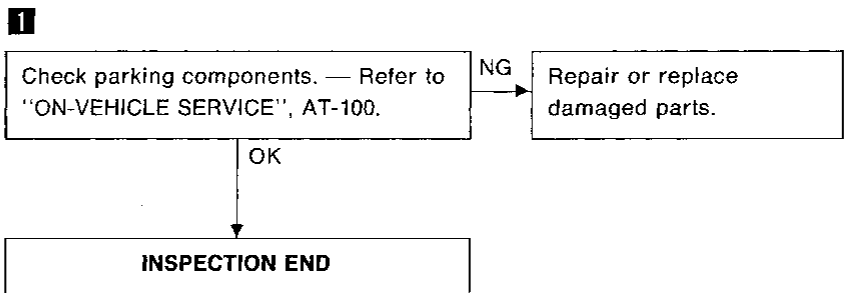 1
Check parking components. — Refer to
"ON-VEHICLE SERVICE", AT-100.
NG
Repair or replace
damaged parts.
OK
INSPECTION END